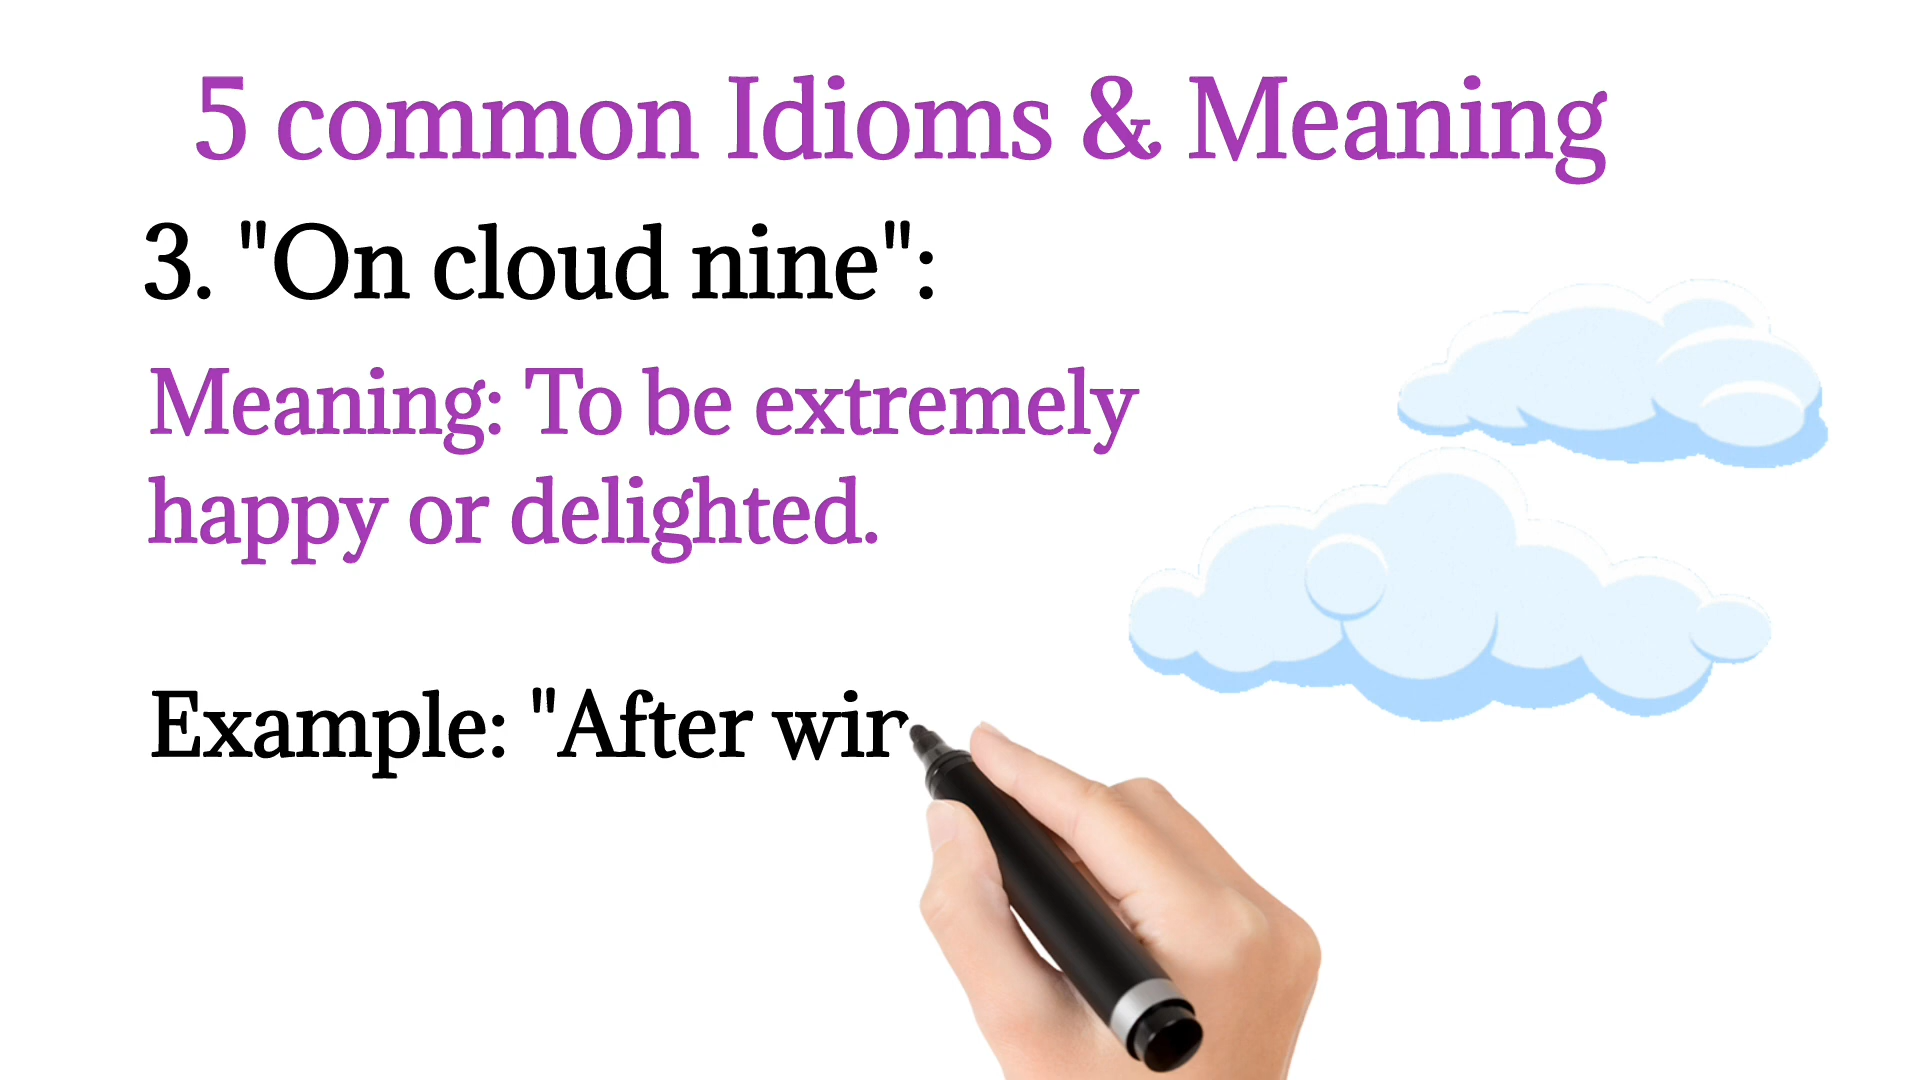 5 common Idioms & Meaning
3. "On cloud nine":
Meaning: To be extremely
happy or delighted.
Example: "After